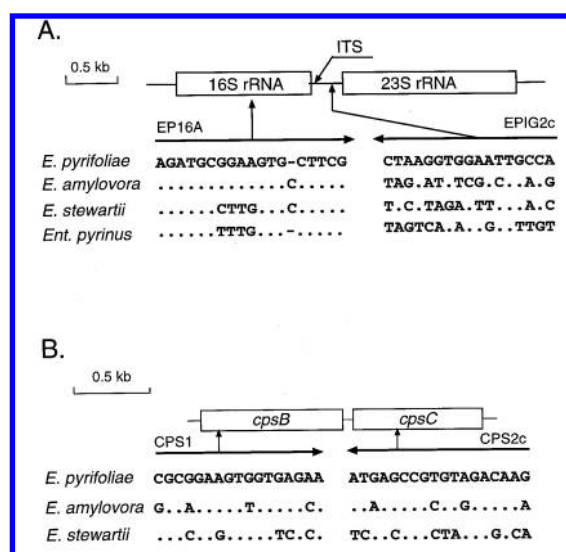 A.
ITS
0.5 kb
16S rRNA 23S rRNA
EP16A EPIG2c
E. pyrifoliae AGATGCGGAAGTG-CTTCG CTAAGGTGGAATTGCCA
E. amylovora .............C..... TAG.AT.TCG.C..A.G
E. stewartii ......CTTG...C..... T.C.TAGA.TT...A.C
Ent. pyrinus ......TTTG...-..... TAGTCA.A..G..TTGT
B.
0.5 kb
cpsB cpsC
CPS1 CPS2c
E. pyrifoliae CGCGGAAGTGGTGAGAA ATGAGCCGTGTAGACAAG
E. amylovora G..A.....T.....C. ..A.....C..G.....A
E. stewartii ...C..G.....TC.C. TC..C...CTA...G.CA